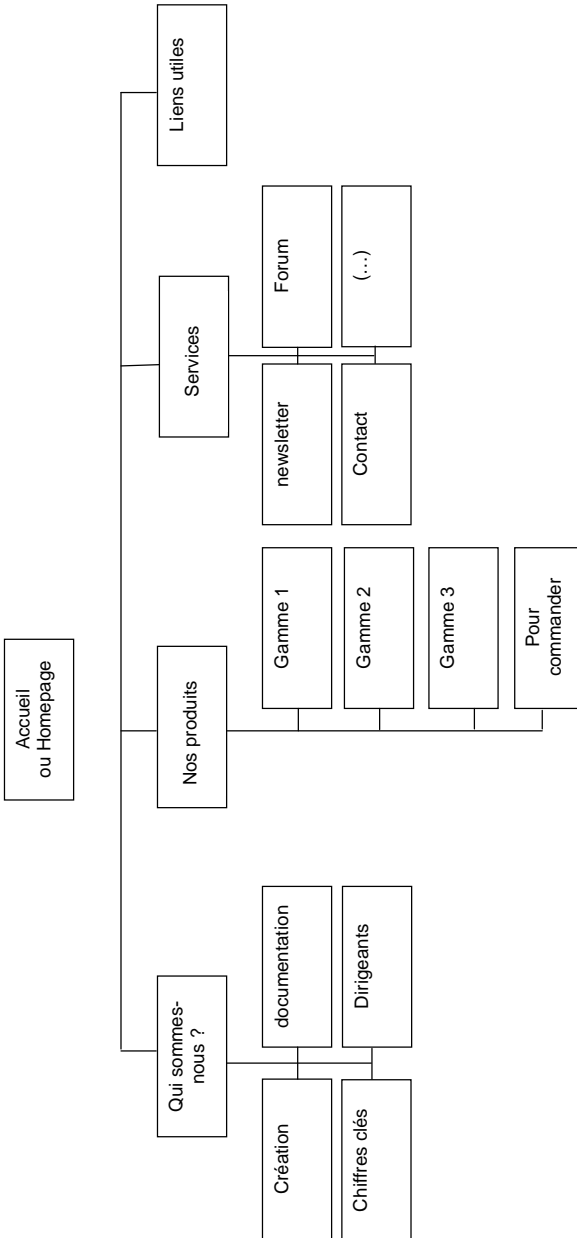 Accueil
ou Homepage
Qui sommes-
nous ?
Nos produits
Services
Liens utiles
Création
documentation
Chiffres clés
Dirigeants
Gamme 1
Gamme 2
Gamme 3
Pour
commander
newsletter
Forum
Contact
(…)